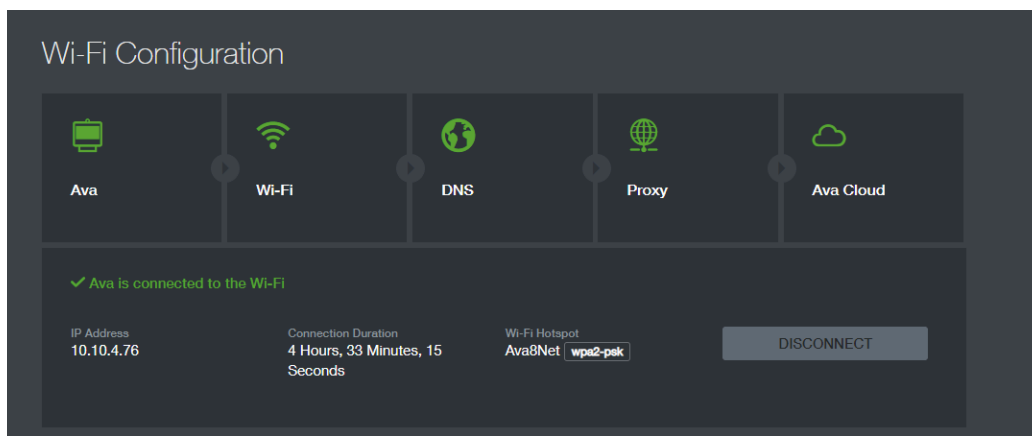 Wi-Fi Configuration
Ava
Wi-Fi
DNS
Proxy
Ava Cloud
Ava is connected to the Wi-Fi
IP Address
10.10.4.76
Connection Duration
4 Hours, 33 Minutes, 15
Seconds
Wi-Fi Hotspot
Ava8Net wpa2-psk
DISCONNECT